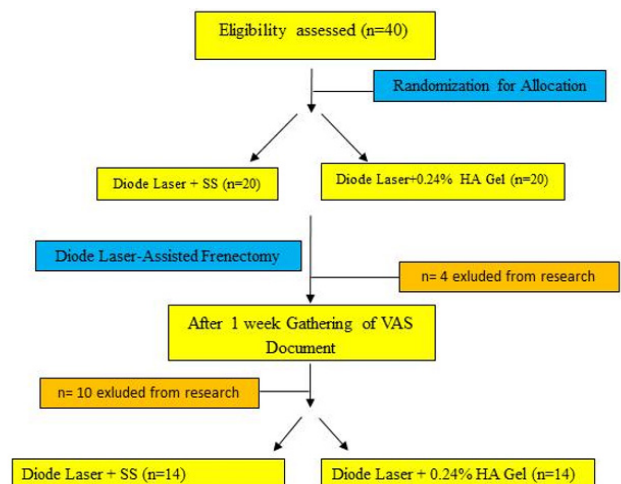 Eligibility assessed (n=40)
Randomization for Allocation
Diode Laser + SS (n=20)
Diode Laser+0.24% HA Gel (n=20)
Diode Laser-Assisted Frenectomy
n= 4 exluded from research
After 1 week Gathering of VAS
Document
n= 10 exluded from research
Diode Laser + SS (n=14)
Diode Laser + 0.24% HA Gel (n=14)